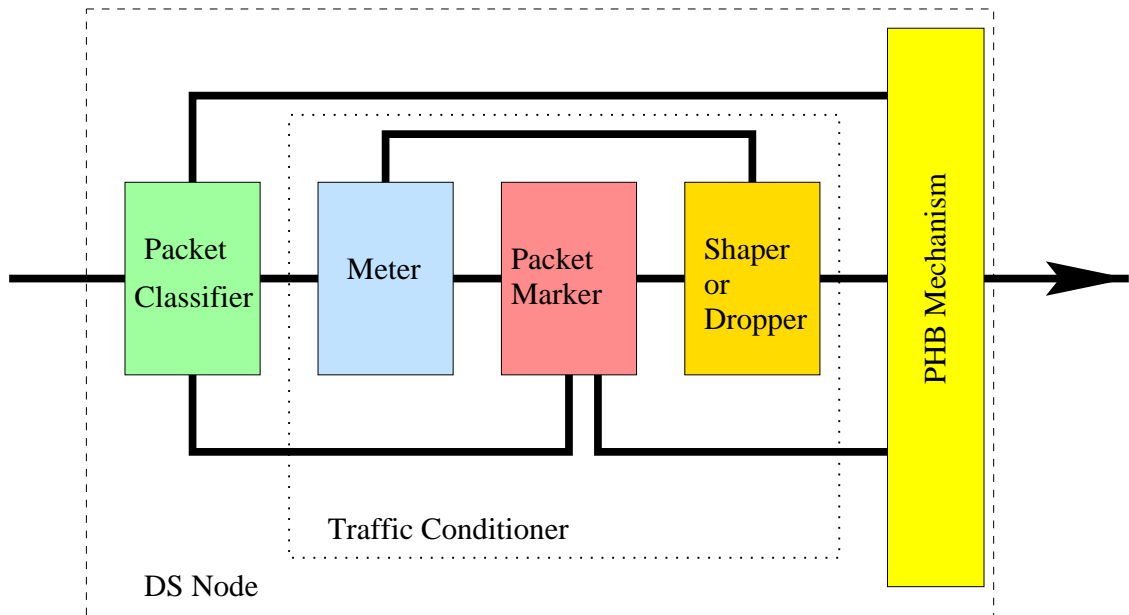 Packet
Classifier
Meter
Packet
Marker
Shaper
or
Dropper
PHB Mechanism
Traffic Conditioner
DS Node